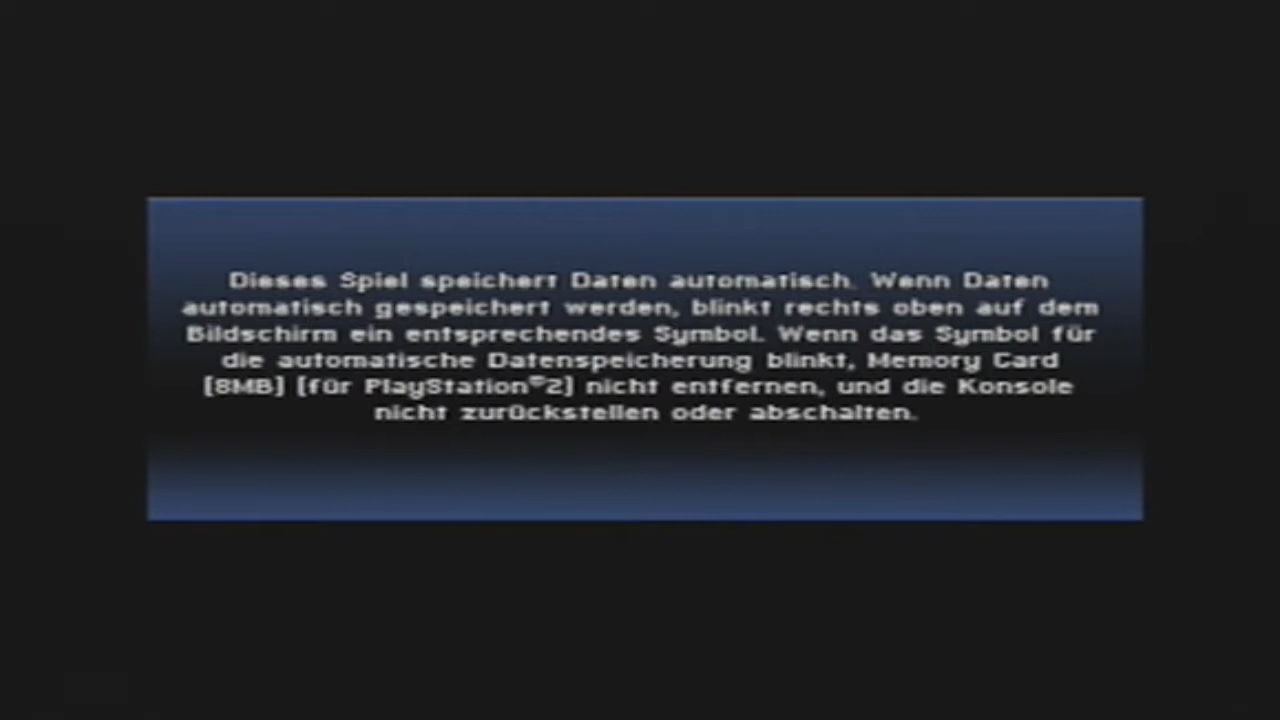 Dieses Spiel speichert Daten automatisch. Wenn Daten
automatisch gespeichert werden, blinkt rechts oben auf dem
Bildschirm ein entsprechendes Symbol. Wenn das Symbol für
die automatische Datenspeicherung blinkt, Memory Card
(8MB) (für PlayStation®2) nicht entfernen, und die Konsole
nicht zurückstellen oder abschalten.